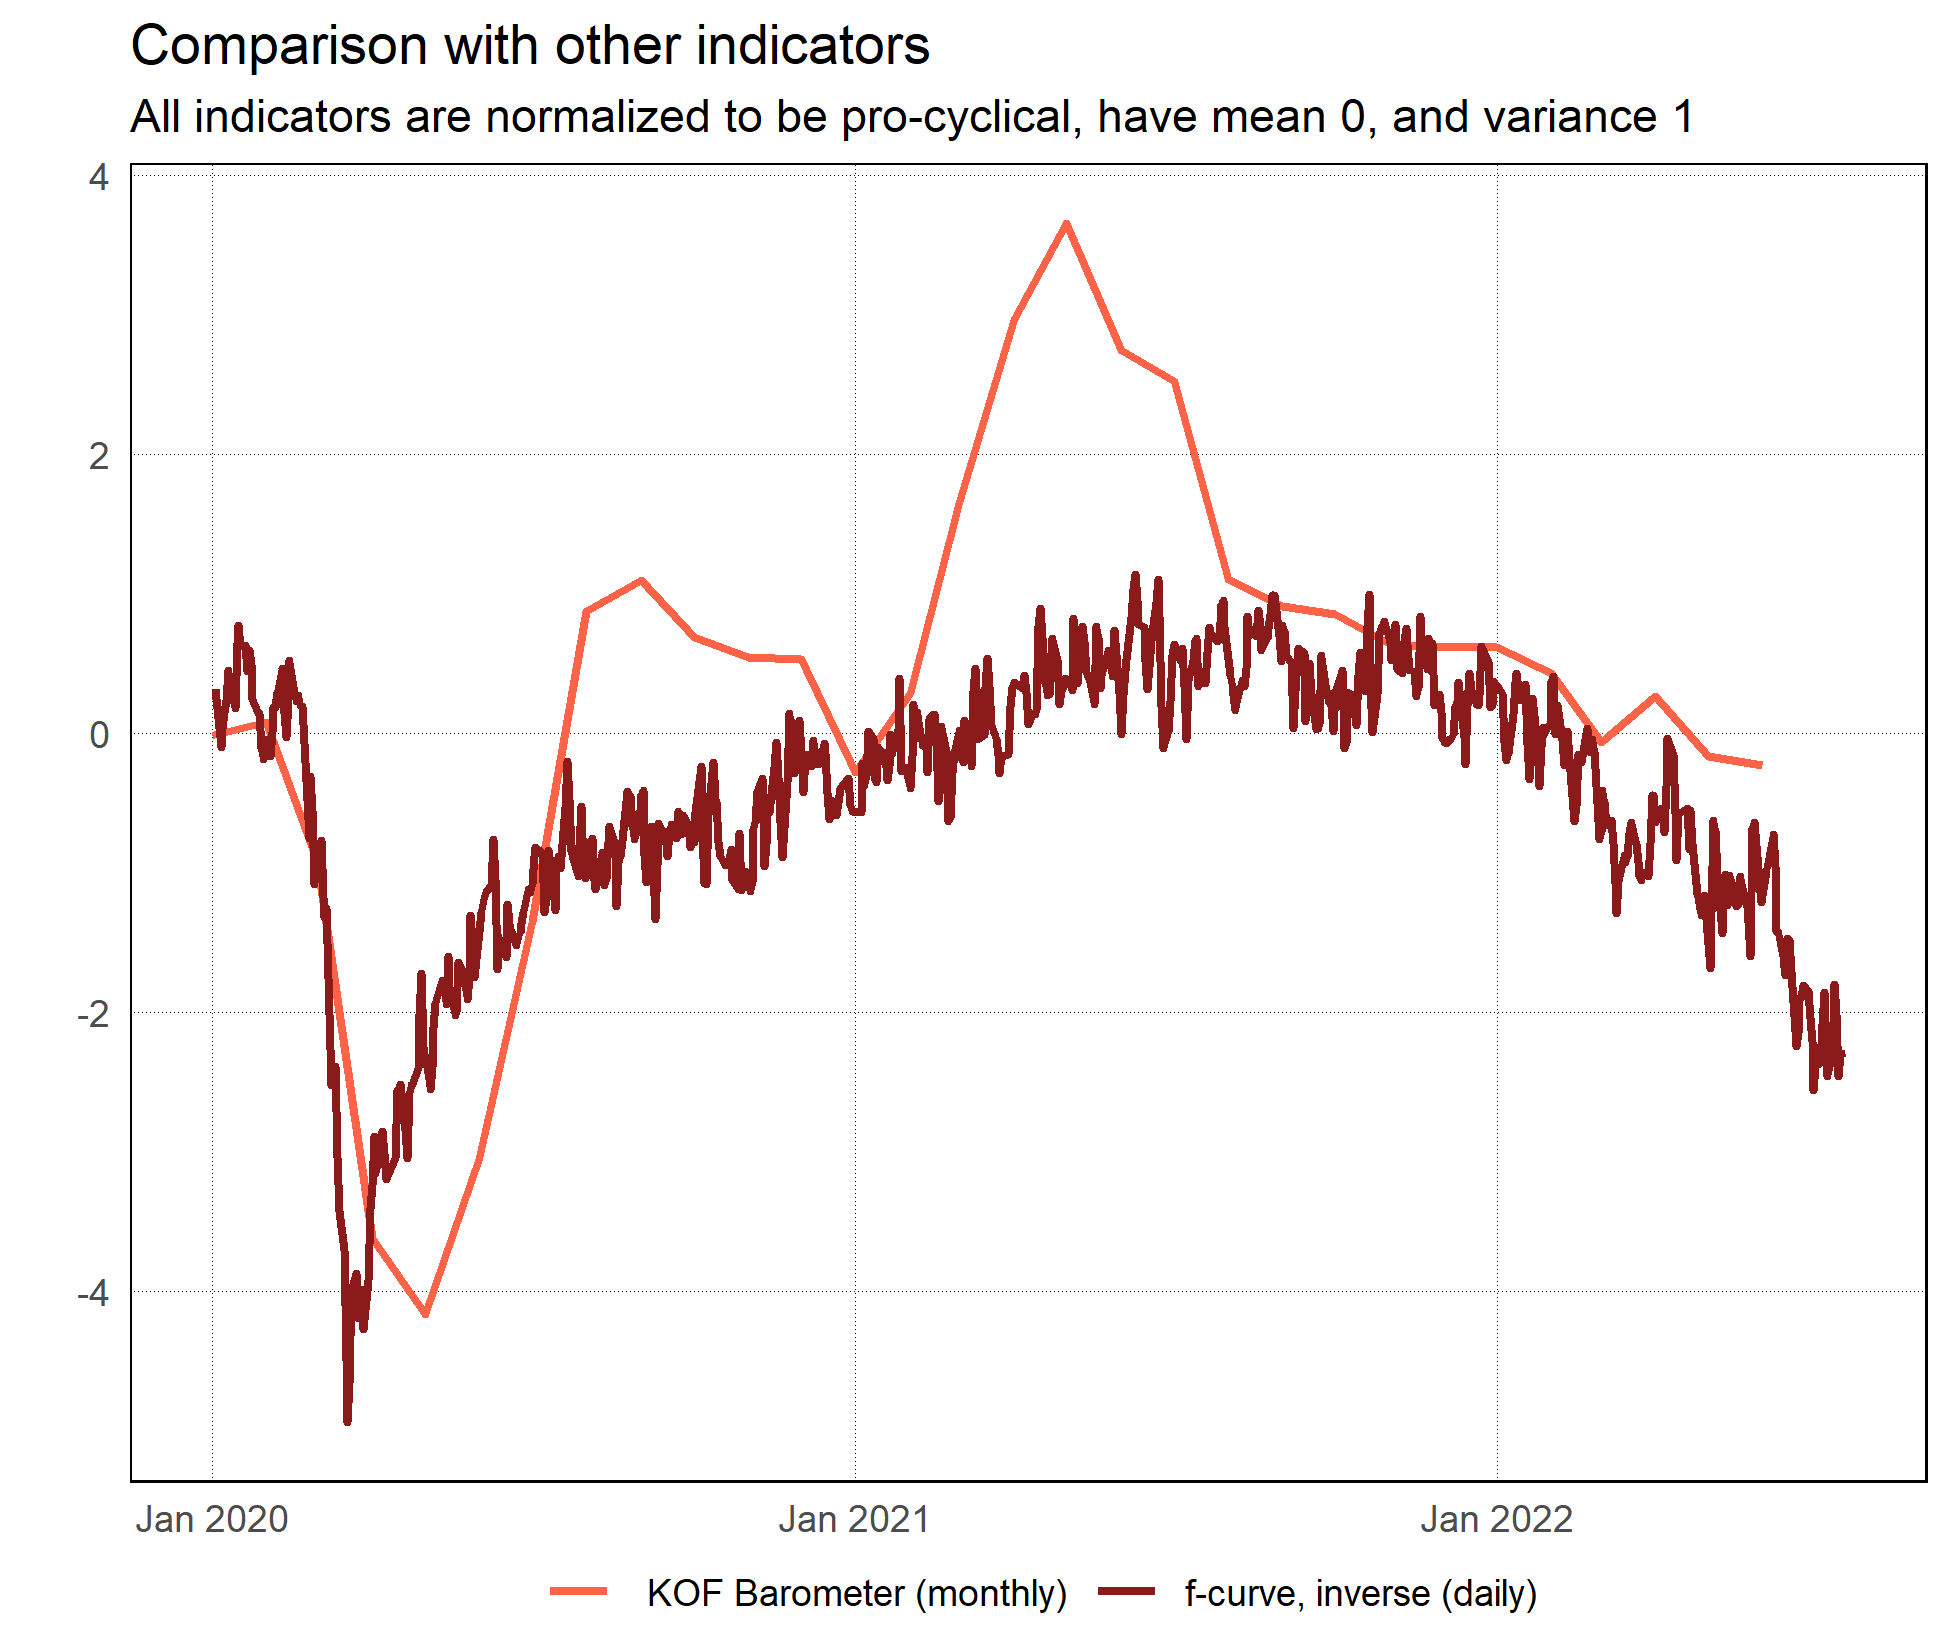 Comparison with other indicators
All indicators are normalized to be pro-cyclical, have mean 0, and variance 1
4
2
0
-2
-4
Jan 2020 Jan 2021 Jan 2022
KOF Barometer (monthly) f-curve, inverse (daily)